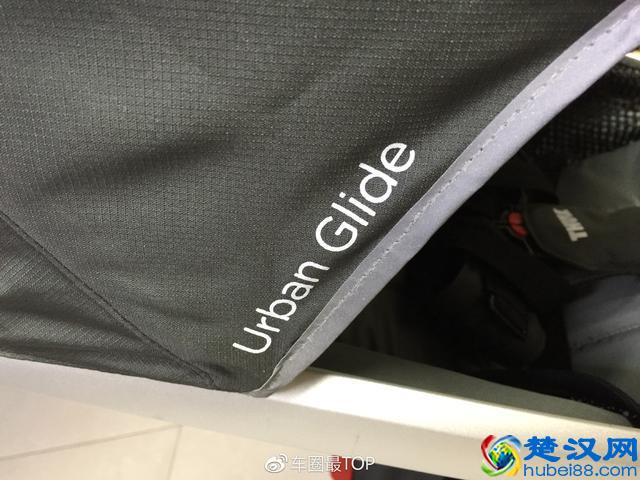 Urban Glide
THULE
车圈最TOP
楚汉网
hubei88.com